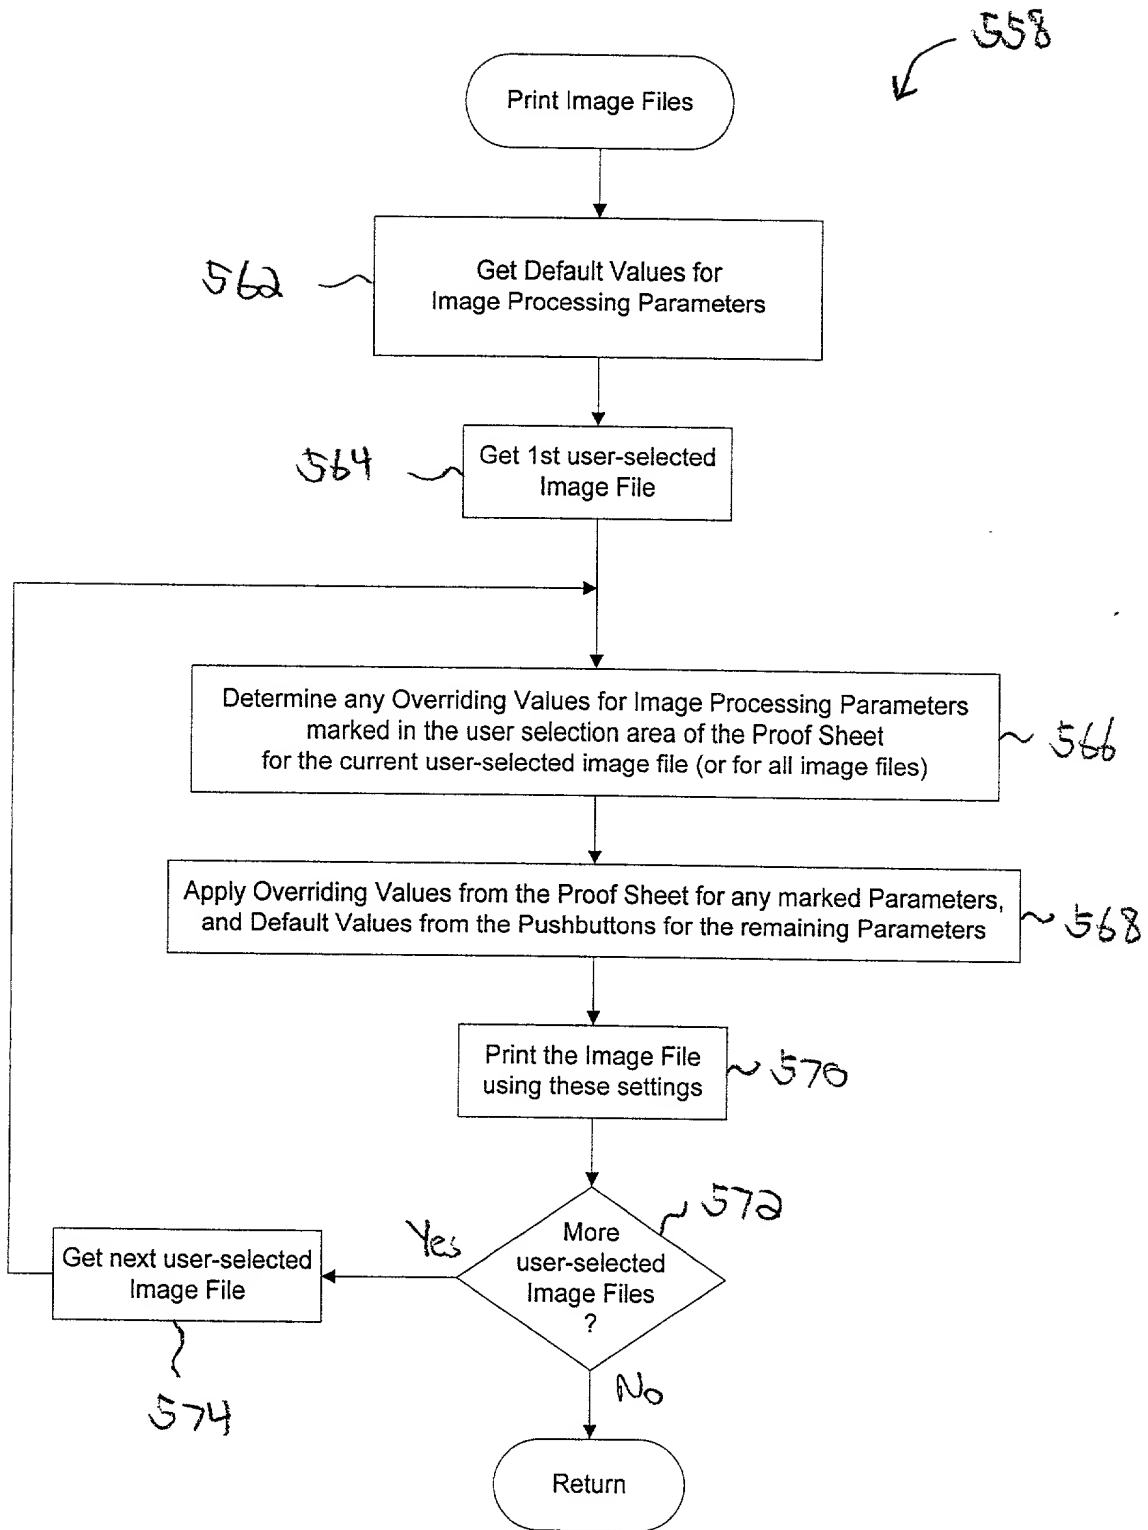 558
Print Image Files
562
Get Default Values for
Image Processing Parameters
564
Get 1st user-selected
Image File
Determine any Overriding Values for Image Processing Parameters
marked in the user selection area of the Proof Sheet
for the current user-selected image file (or for all image files)
566
Apply Overriding Values from the Proof Sheet for any marked Parameters,
and Default Values from the Pushbuttons for the remaining Parameters
568
Print the Image File
using these settings
570
572
More
user-selected
Image Files
?
Yes
Get next user-selected
Image File
574
No
Return